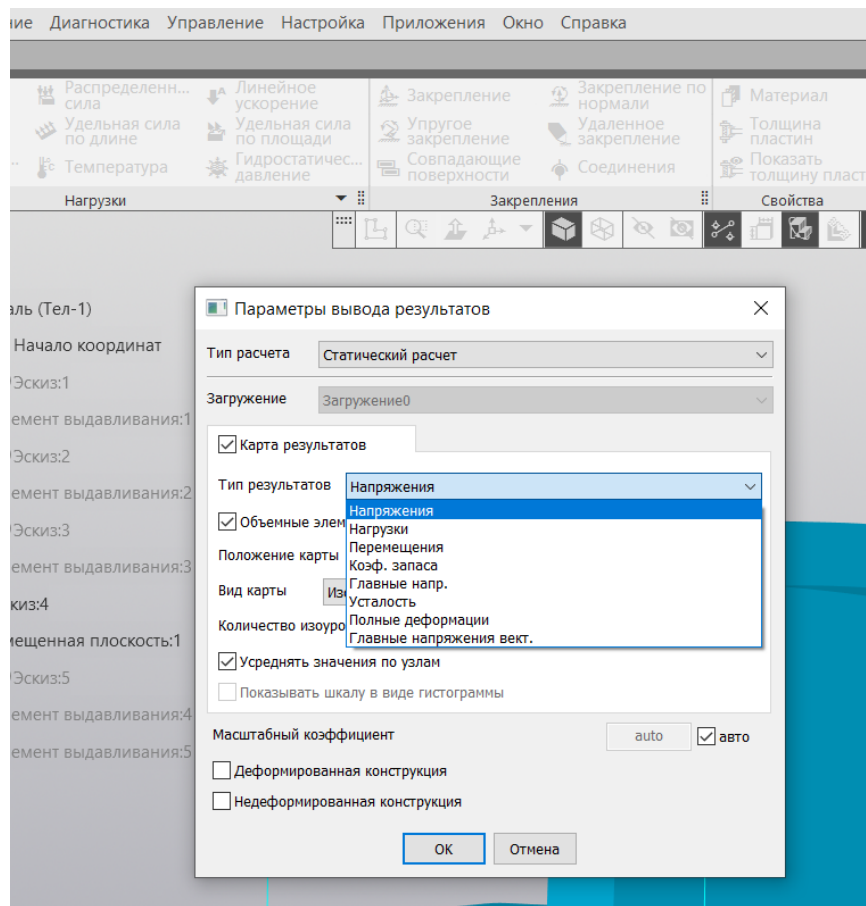 ние Диагностика Управление Настройка Приложения Окно Справка
Распределенн...
сила
Линейное
ускорение
Закрепление
Закрепление по
нормали
Материал
Удельная сила
по длине
Удельная сила
по площади
Упругое
закрепление
Удаленное
закрепление
Толщина
пластин
Температура
Гидростатичес...
давление
Совпадающие
поверхности
Соединения
Показать
толщину пласт
Нагрузки
Закрепления
Свойства
аль (Тел-1)
Начало координат
Эскиз:1
емент выдавливания:1
Эскиз:2
емент выдавливания:2
Эскиз:3
емент выдавливания:3
киз:4
мещенная плоскость:1
Эскиз:5
емент выдавливания:4
емент выдавливания:5
Параметры вывода результатов
Тип расчета Статический расчет
Загружение Загружение0
Карта результатов
Тип результатов Напряжения
Напряжения
Нагрузки
Перемещения
Коэф. запаса
Главные напр.
Усталость
Полные деформации
Главные напряжения вект.
Объемные элем
Положение карты
Вид карты Изо
Количество изоуро
Усреднять значения по узлам
Показывать шкалу в виде гистограммы
Масштабный коэффициент auto авто
Деформированная конструкция
Недеформированная конструкция
OK Отмена